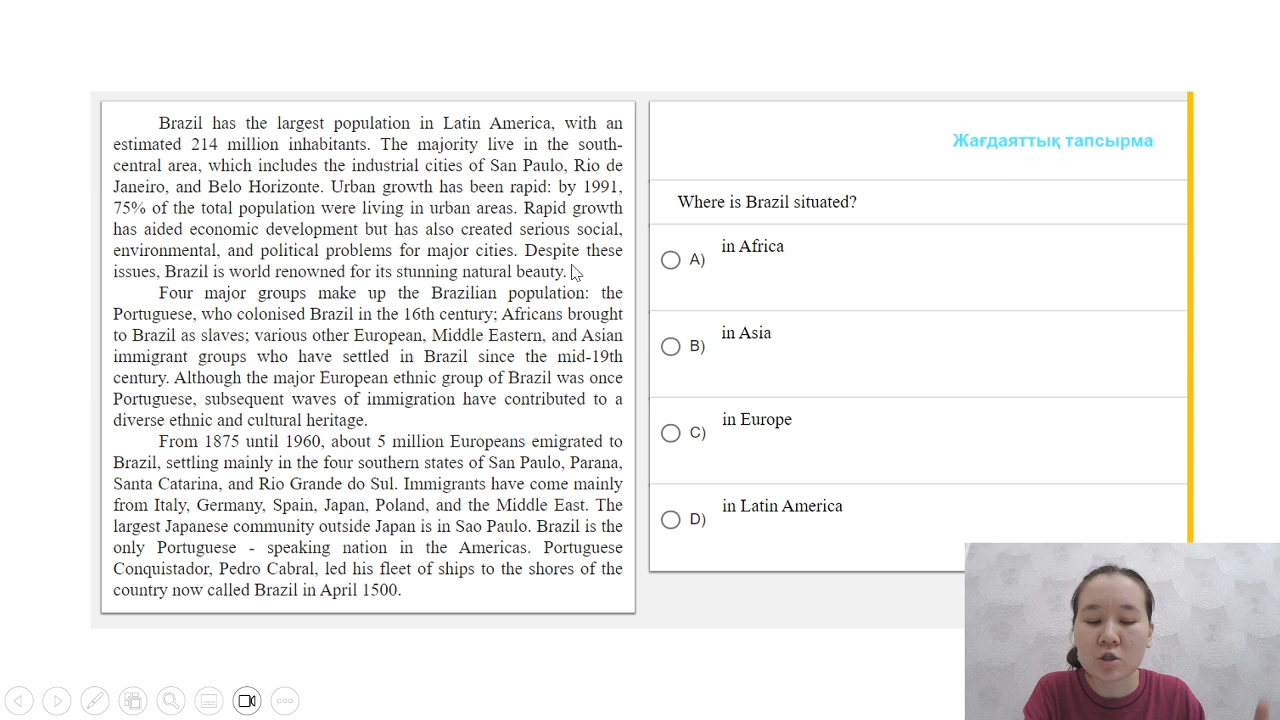 Brazil has the largest population in Latin America, with an
estimated 214 million inhabitants. The majority live in the south-
central area, which includes the industrial cities of San Paulo, Rio de
Janeiro, and Belo Horizonte. Urban growth has been rapid: by 1991,
75% of the total population were living in urban areas. Rapid growth
has aided economic development but has also created serious social,
environmental, and political problems for major cities. Despite these
issues, Brazil is world renowned for its stunning natural beauty.
Four major groups make up the Brazilian population: the
Portuguese, who colonised Brazil in the 16th century; Africans brought
to Brazil as slaves; various other European, Middle Eastern, and Asian
immigrant groups who have settled in Brazil since the mid-19th
century. Although the major European ethnic group of Brazil was once
Portuguese, subsequent waves of immigration have contributed to a
diverse ethnic and cultural heritage.
From 1875 until 1960, about 5 million Europeans emigrated to
Brazil, settling mainly in the four southern states of San Paulo, Parana,
Santa Catarina, and Rio Grande do Sul. Immigrants have come mainly
from Italy, Germany, Spain, Japan, Poland, and the Middle East. The
largest Japanese community outside Japan is in Sao Paulo. Brazil is the
only Portuguese - speaking nation in the Americas. Portuguese
Conquistador, Pedro Cabral, led his fleet of ships to the shores of the
country now called Brazil in April 1500.
Жағдаяттық тапсырма
Where is Brazil situated?
A) in Africa
B) in Asia
C) in Europe
D) in Latin America